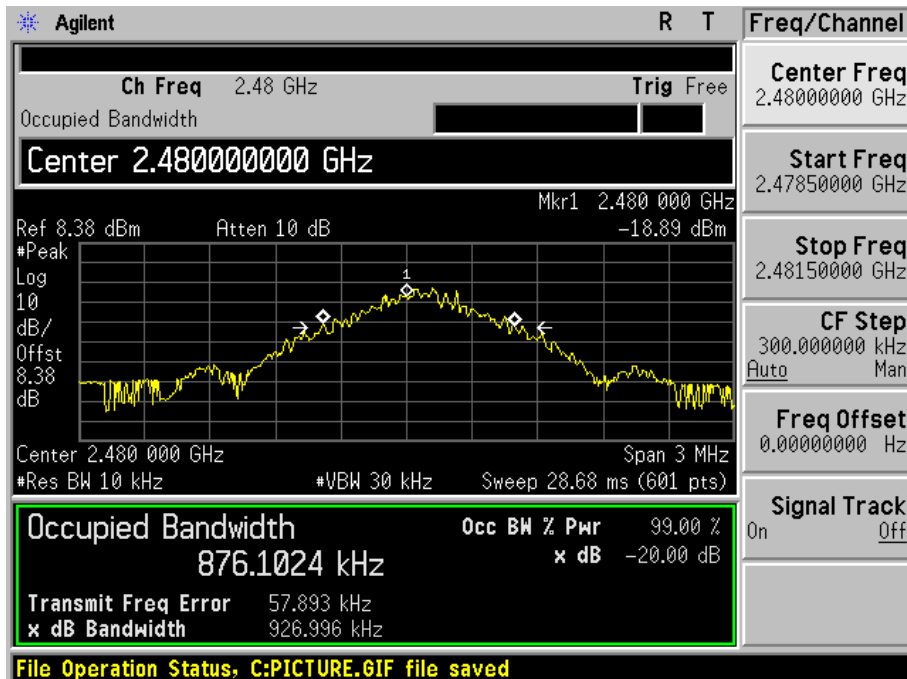 Agilent R T
Ch Freq 2.48 GHz Trig Free
Occupied Bandwidth
Center 2.480000000 GHz
Mkr1 2.480 000 GHz
Ref 8.38 dBm Atten 10 dB -18.89 dBm
#Peak
Log
10
dB/
Offst
8.38
dB
1
Center 2.480 000 GHz Span 3 MHz
#Res BW 10 kHz #VBW 30 kHz Sweep 28.68 ms (601 pts)
Occupied Bandwidth
876.1024 kHz
Occ BW % Pwr 99.00 %
x dB -20.00 dB
Transmit Freq Error 57.893 kHz
x dB Bandwidth 926.996 kHz
File Operation Status, C:PICTURE.GIF file saved
Freq/Channel
Center Freq
2.48000000 GHz
Start Freq
2.47850000 GHz
Stop Freq
2.48150000 GHz
CF Step
300.000000 kHz
Auto Man
Freq Offset
0.00000000 Hz
Signal Track
On Off